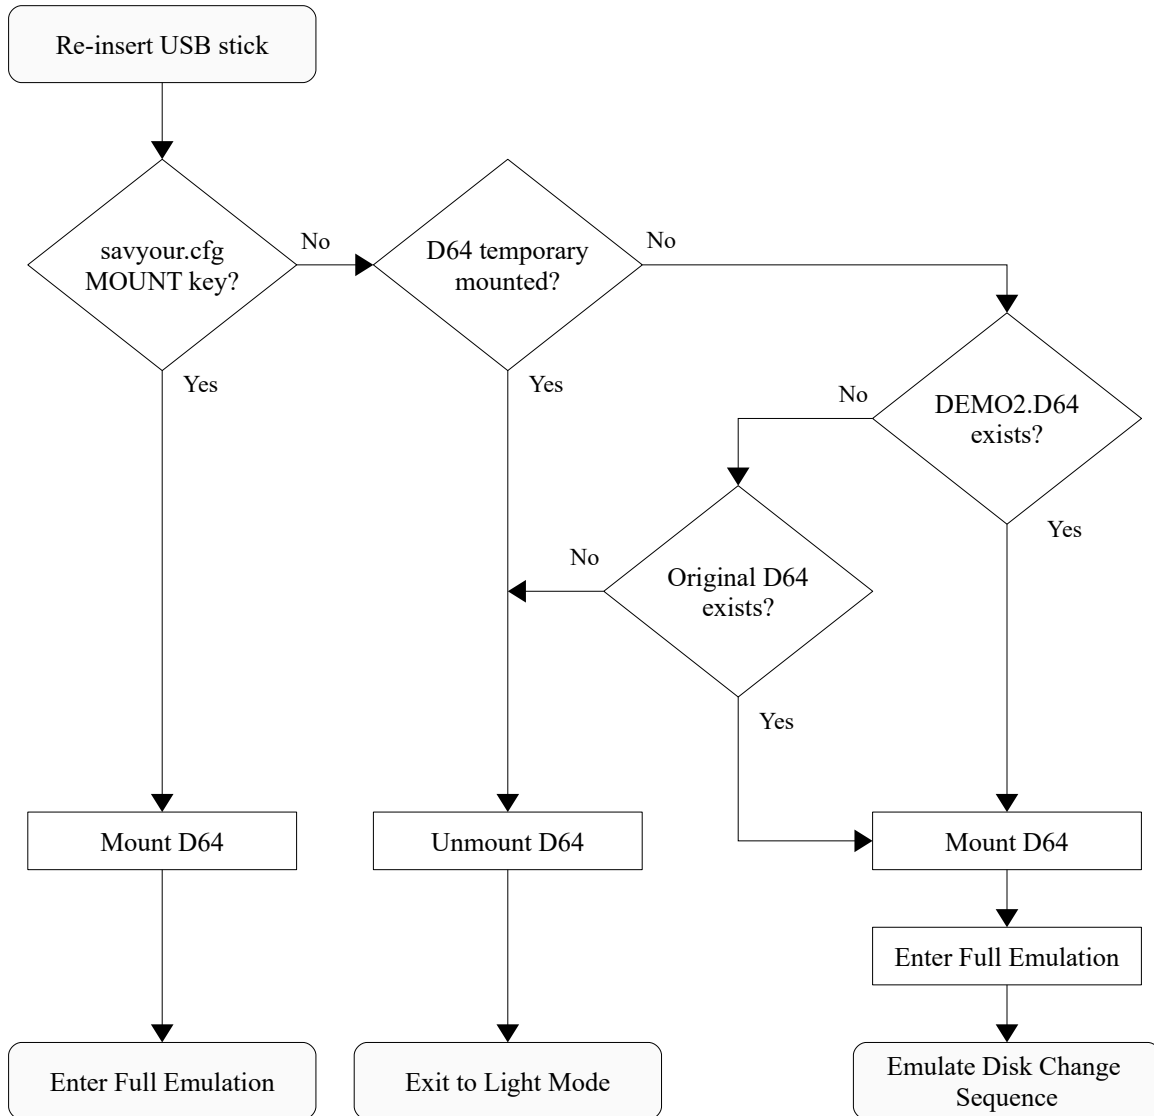 Re-insert USB stick
savyour.cfg
MOUNT key?
No
D64 temporary
mounted?
No
Yes
Yes
No
DEMO2.D64
exists?
Yes
No
Original D64
exists?
Yes
Mount D64
Unmount D64
Mount D64
Enter Full Emulation
Enter Full Emulation
Exit to Light Mode
Emulate Disk Change
Sequence